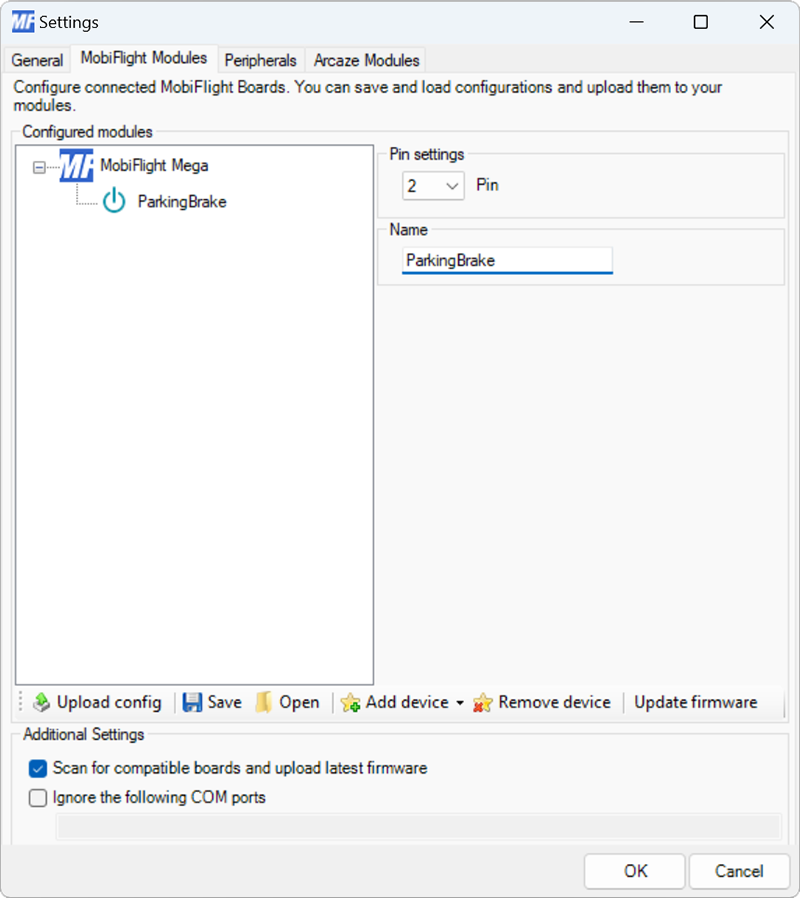 MF Settings
General MobiFlight Modules Peripherals Arcaze Modules
Configure connected MobiFlight Boards. You can save and load configurations and upload them to your
modules.
Configured modules
MF MobiFlight Mega
ParkingBrake
Pin settings
2 Pin
Name
ParkingBrake
Upload config Save Open Add device Remove device Update firmware
Additional Settings
Scan for compatible boards and upload latest firmware
Ignore the following COM ports
OK Cancel